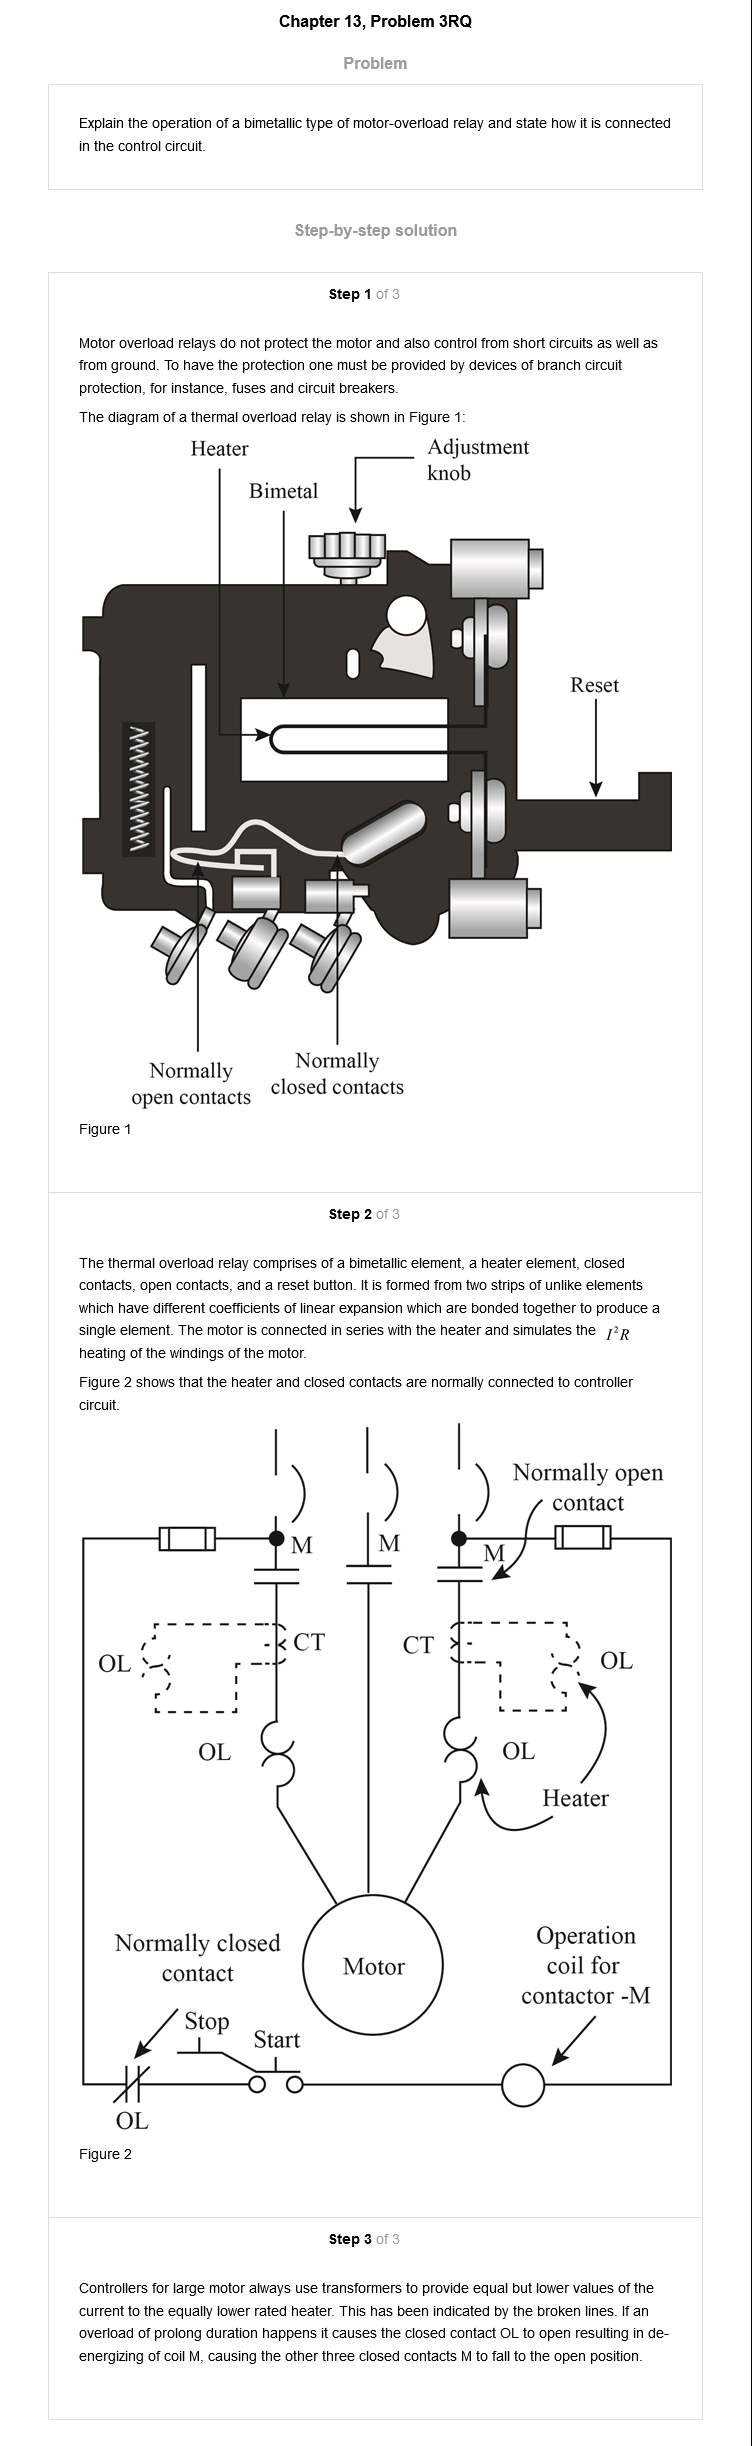 Chapter 13, Problem 3RQ
Problem
Explain the operation of a bimetallic type of motor-overload relay and state how it is connected
in the control circuit.
Step-by-step solution
Step 1 of 3
Motor overload relays do not protect the motor and also control from short circuits as well as
from ground. To have the protection one must be provided by devices of branch circuit
protection, for instance, fuses and circuit breakers.
The diagram of a thermal overload relay is shown in Figure 1:
Heater
Adjustment
knob
Bimetal
Reset
Normally
open contacts
Normally
closed contacts
Figure 1
Step 2 of 3
The thermal overload relay comprises of a bimetallic element, a heater element, closed
contacts, open contacts, and a reset button. It is formed from two strips of unlike elements
which have different coefficients of linear expansion which are bonded together to produce a
single element. The motor is connected in series with the heater and simulates the I²R
heating of the windings of the motor.
Figure 2 shows that the heater and closed contacts are normally connected to controller
circuit.
Normally open
contact
M
M
M
CT
CT
OL
OL
OL
OL
Heater
Normally closed
contact
Motor
Operation
coil for
contactor -M
Stop
Start
OL
Figure 2
Step 3 of 3
Controllers for large motor always use transformers to provide equal but lower values of the
current to the equally lower rated heater. This has been indicated by the broken lines. If an
overload of prolong duration happens it causes the closed contact OL to open resulting in de-
energizing of coil M, causing the other three closed contacts M to fall to the open position.